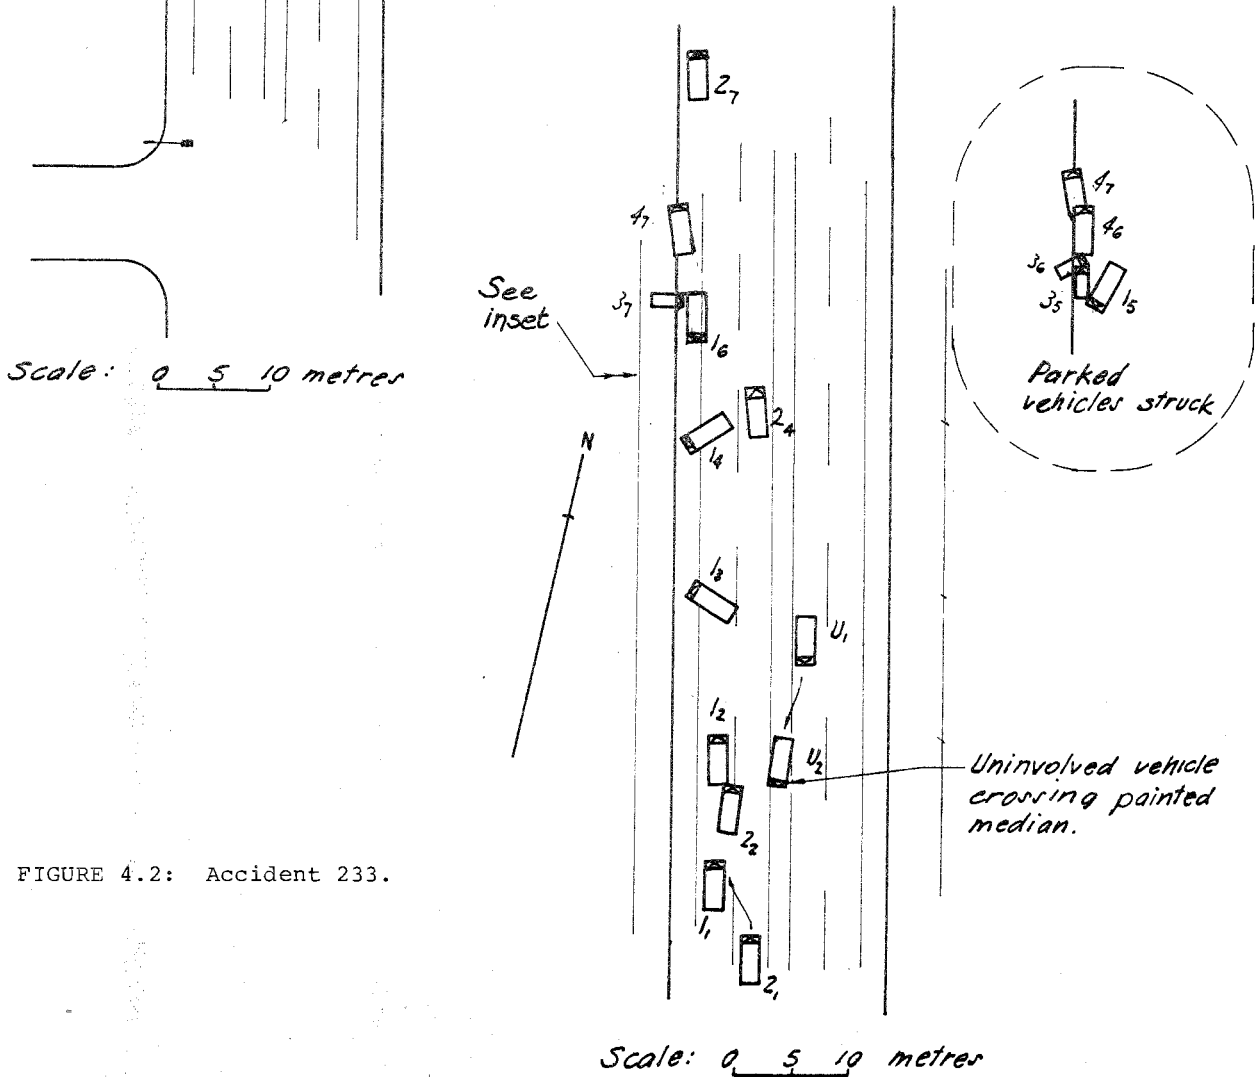 2₇
4₇
3₇
1₆
See
inset
Scale: 0 5 10 metres
2₄
1₄
N
1₃
U₁
1₂
U₂
2₂
1₁
2₁
4₇
4₆
3₆
3₅
1₅
Parked
vehicles struck
Uninvolved vehicle
crossing painted
median.
FIGURE 4.2: Accident 233.
Scale: 0 5 10 metres